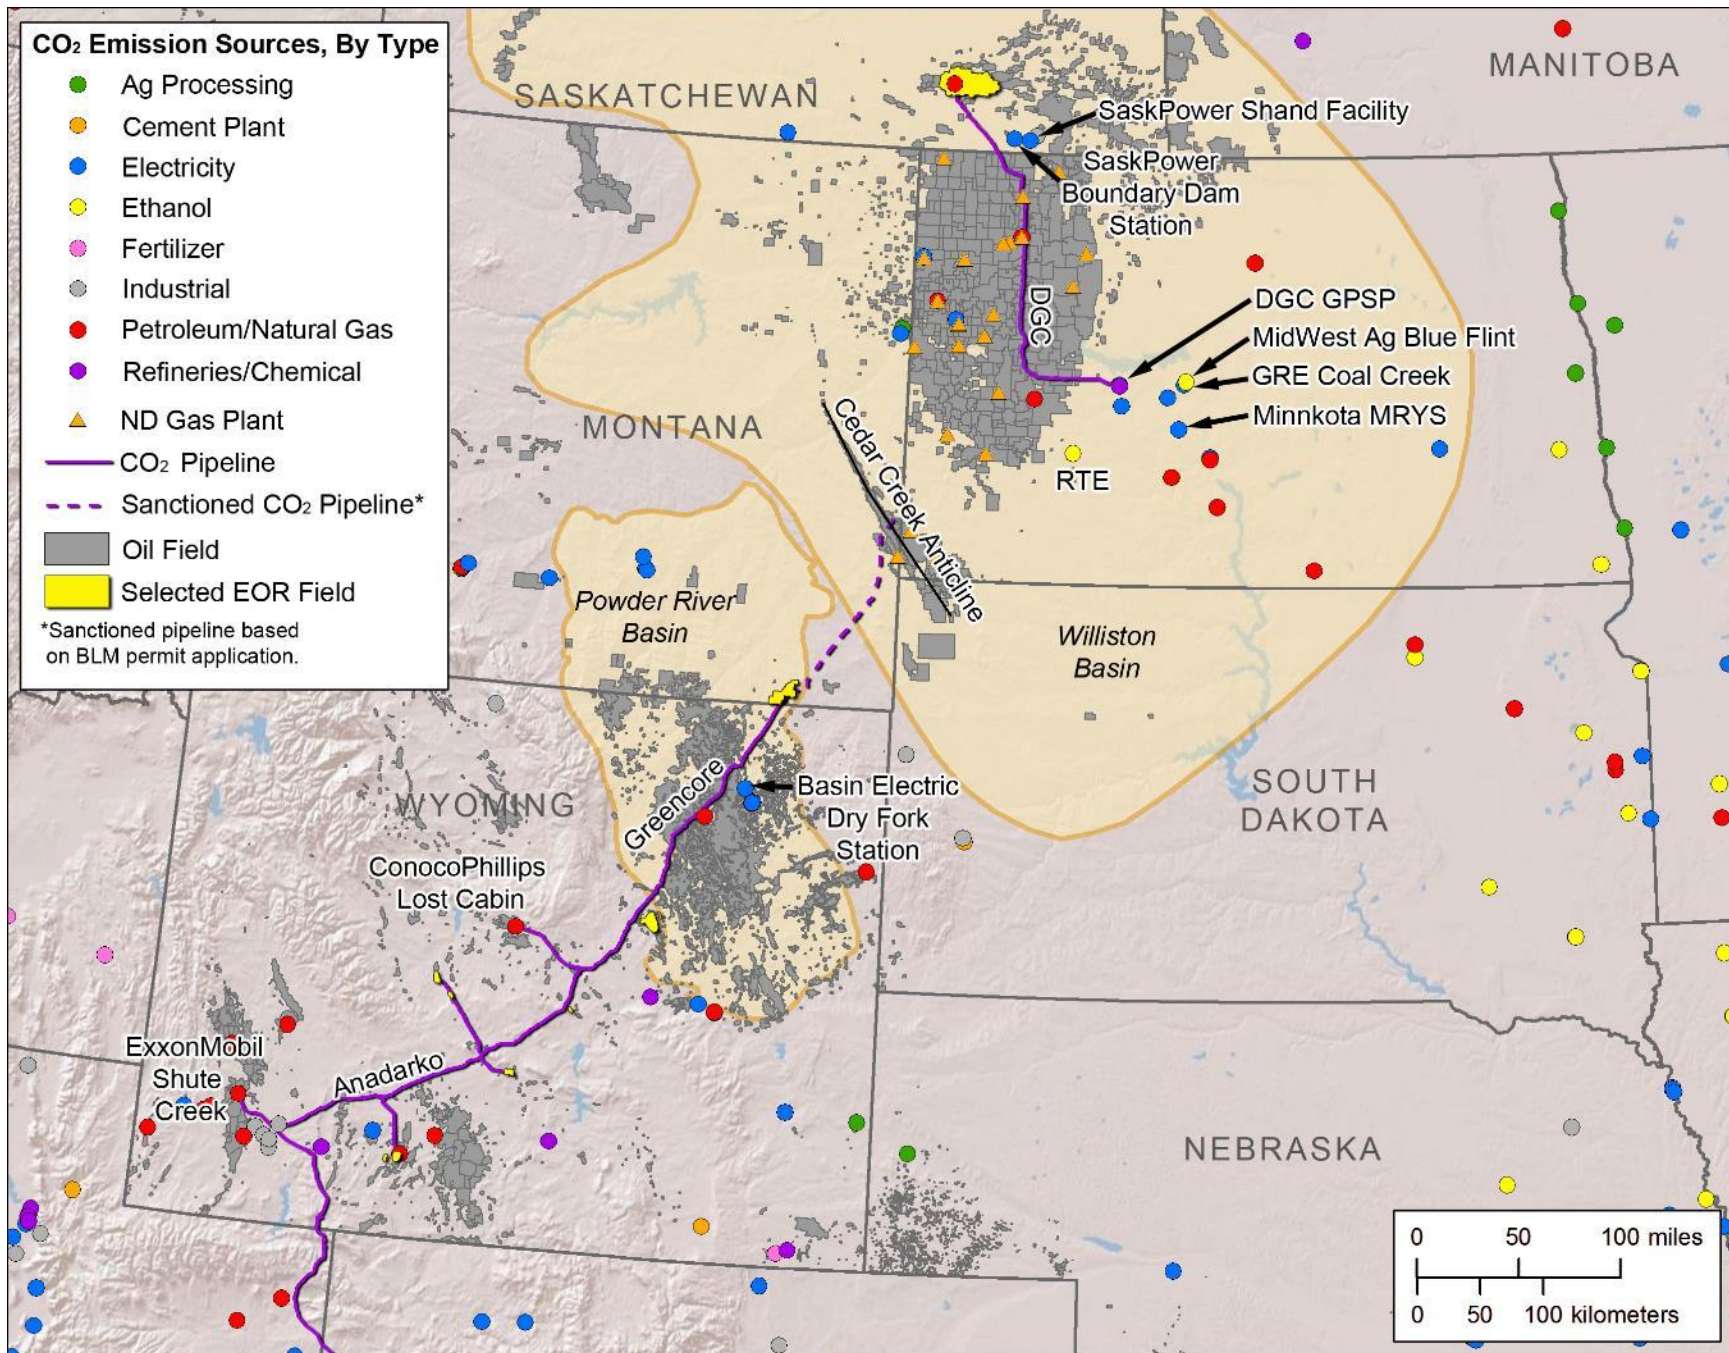 CO₂ Emission Sources, By Type
Ag Processing
Cement Plant
Electricity
Ethanol
Fertilizer
Industrial
Petroleum/Natural Gas
Refineries/Chemical
ND Gas Plant
CO₂ Pipeline
Sanctioned CO₂ Pipeline*
Oil Field
Selected EOR Field
*Sanctioned pipeline based
on BLM permit application.
SASKATCHEWAN
MANITOBA
SaskPower Shand Facility
SaskPower
Boundary Dam
Station
DGC
DGC GPSP
MidWest Ag Blue Flint
GRE Coal Creek
Minnkota MRYS
MONTANA
Cedar Creek Anticline
RTE
Powder River
Basin
Williston
Basin
WYOMING
Greencore
Basin Electric
Dry Fork
Station
SOUTH
DAKOTA
ConocoPhillips
Lost Cabin
ExxonMobil
Shute
Creek
Anadarko
NEBRASKA
0 50 100 miles
0 50 100 kilometers